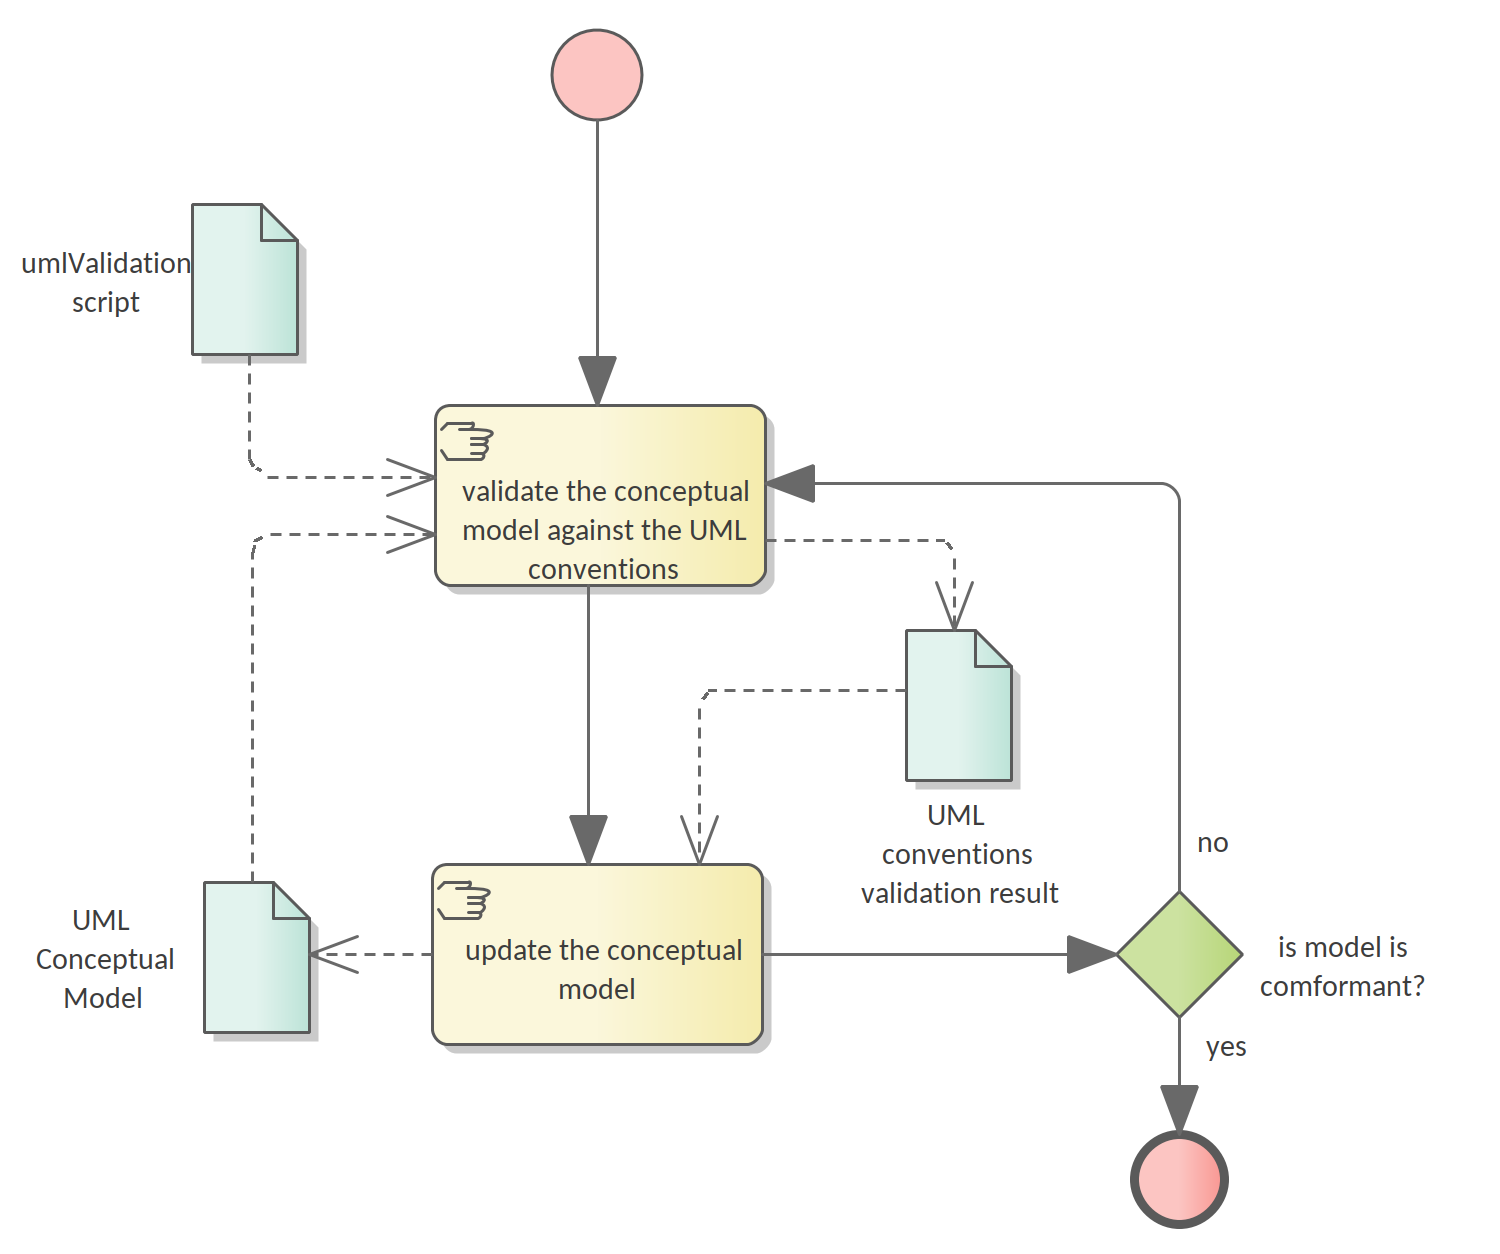 umlValidation
script
validate the conceptual
model against the UML
conventions
UML
conventions
validation result
no
UML
Conceptual
Model
update the conceptual
model
is model is
comformant?
yes